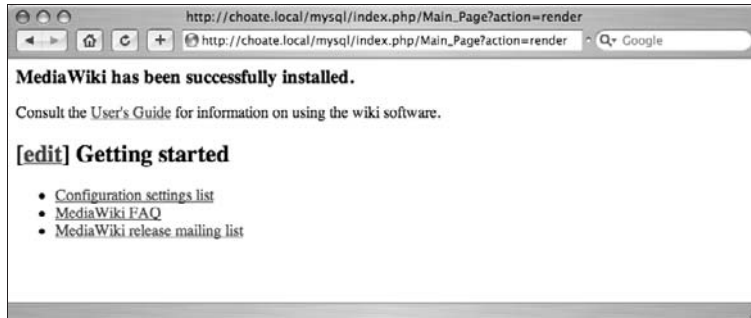 http://choate.local/mysql/index.php/Main_Page?action=render
http://choate.local/mysql/index.php/Main_Page?action=render
Google
MediaWiki has been successfully installed.
Consult the User's Guide for information on using the wiki software.
[edit] Getting started
• Configuration settings list
• MediaWiki FAQ
• MediaWiki release mailing list